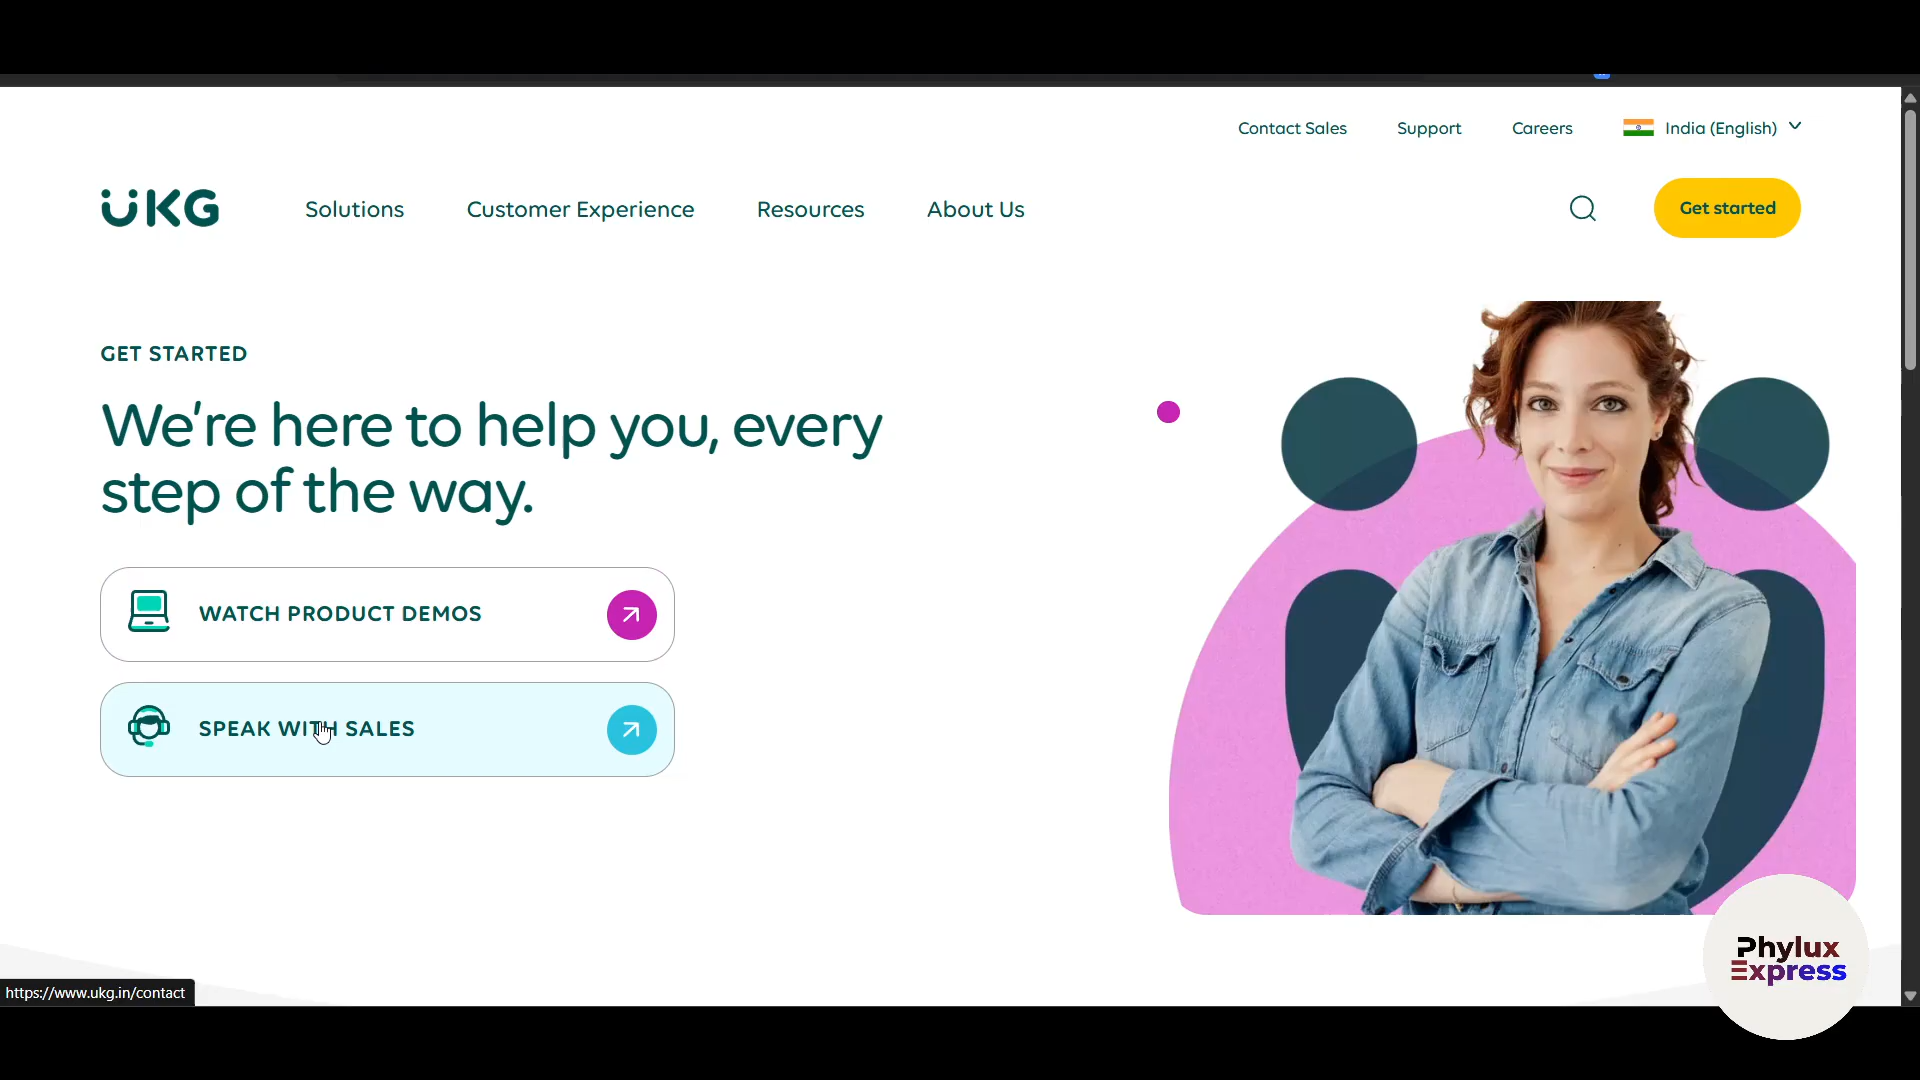 Contact Sales
Support
Careers
India (English)
UKG
Solutions
Customer Experience
Resources
About Us
Get started
GET STARTED
We're here to help you, every
step of the way.
WATCH PRODUCT DEMOS
SPEAK WITH SALES
Phylux
Express
https://www.ukg.in/contact